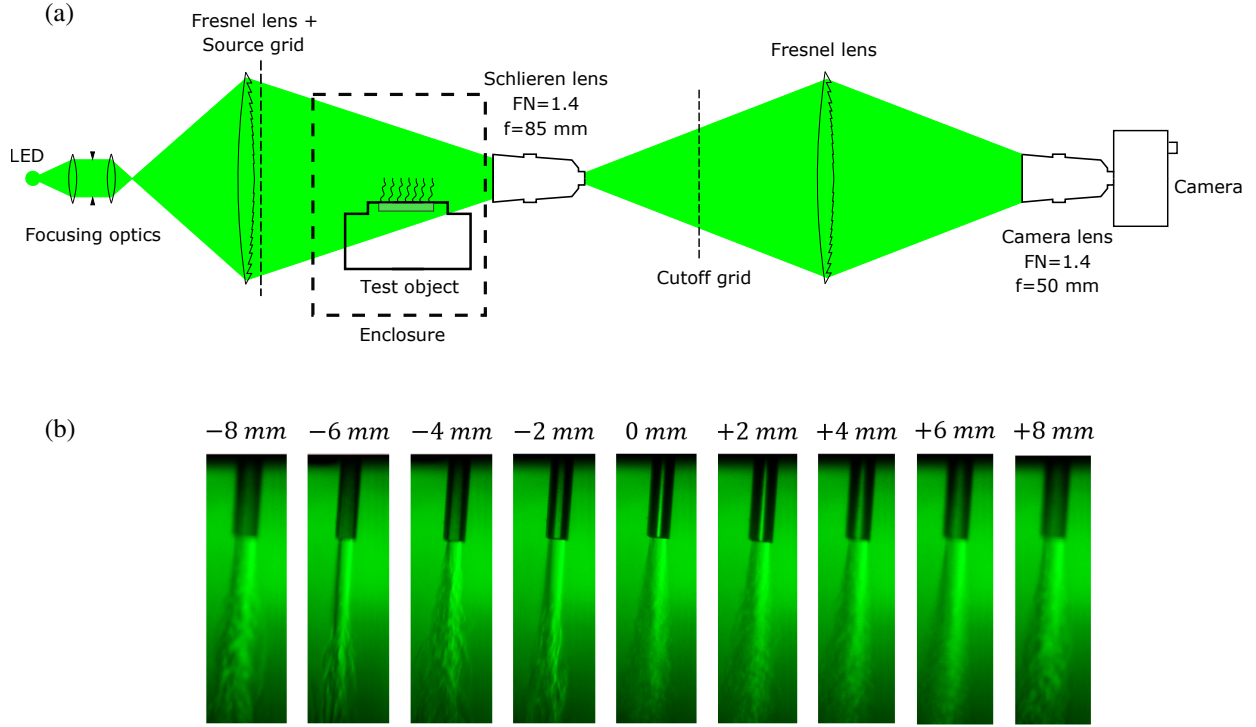 (a)
Fresnel lens +
Source grid
Fresnel lens
Schlieren lens
FN=1.4
f=85 mm
LED
Camera
Focusing optics
Camera lens
FN=1.4
f=50 mm
Cutoff grid
Test object
Enclosure
(b)
−8 mm −6 mm −4 mm −2 mm 0 mm +2 mm +4 mm +6 mm +8 mm